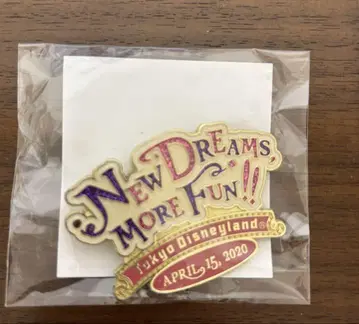 NEW DREAMS,
MORE FUN!!
Tokyo Disneyland®
APRIL 15, 2020